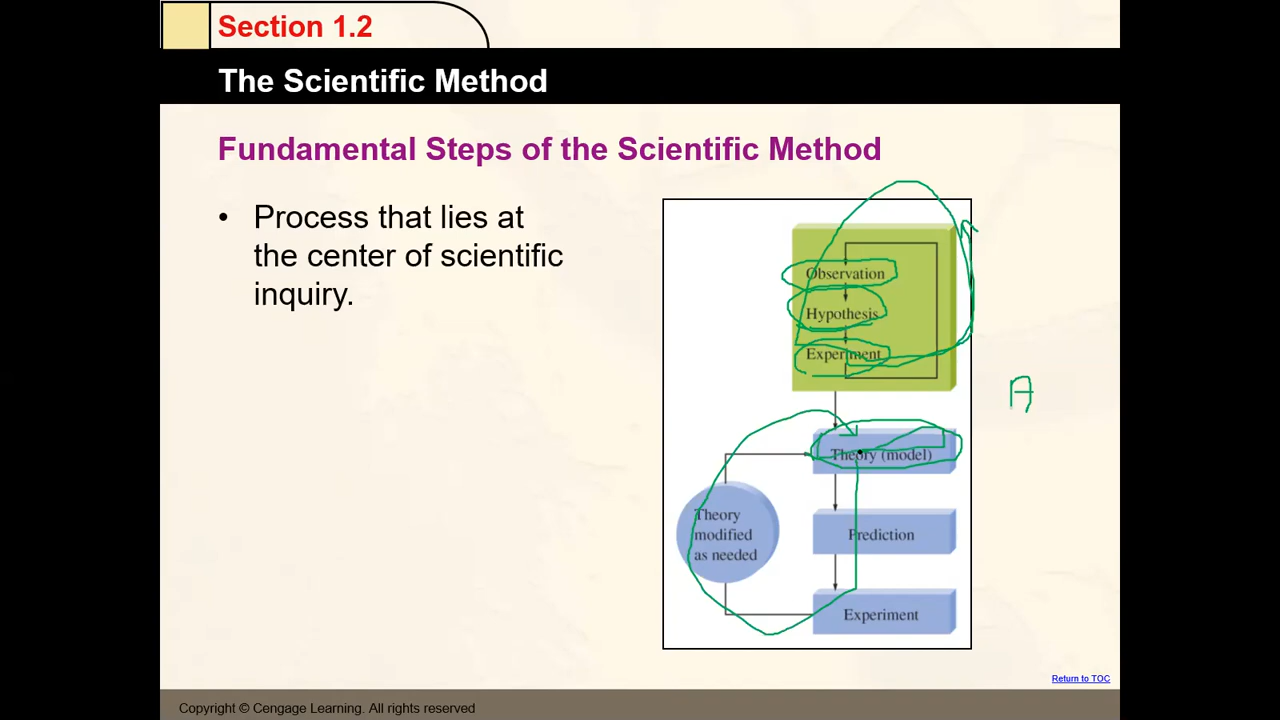 Section 1.2
The Scientific Method
Fundamental Steps of the Scientific Method
• Process that lies at
the center of scientific
inquiry.
Observation
Hypothesis
Experiment
A
Theory (model)
Theory
modified
as needed
Prediction
Experiment
Return to TOC
Copyright © Cengage Learning. All rights reserved